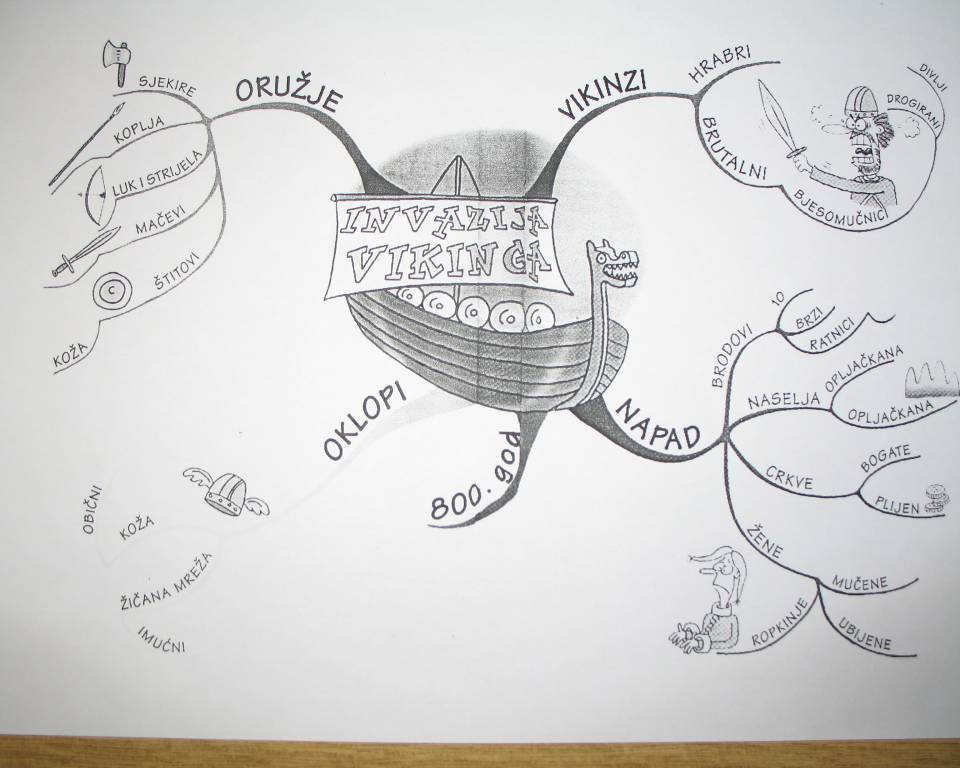 INVAZIJA
VIKINGA
ORUŽJE
SJEKIRE
KOPLJA
LUK I STRIJELA
MAČEVI
ŠTITOVI
KOŽA
VIKINZI
HRABRI
BRUTALNI
BJESOMUČNICI
DROGIRANI
DIVLJI
NAPAD
BRODOVI
10
BRZI
RATNICI
NASELJA
OPLJAČKANA
OPLJAČKANA
CRKVE
BOGATE
PLIJEN
ŽENE
MUČENE
UBIJENE
ROPKINJE
800. god
OKLOPI
OBIČNI
KOŽA
ŽIČANA MREŽA
IMUĆNI